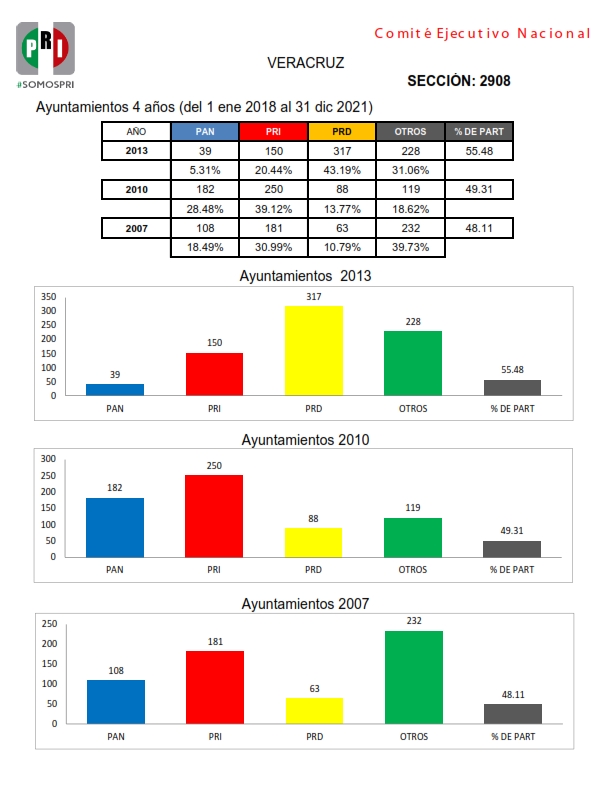 Comité Ejecutivo Nacional
PRI
#SOMOSPRI
VERACRUZ
SECCIÓN: 2908
Ayuntamientos 4 años (del 1 ene 2018 al 31 dic 2021)
AÑO PAN PRI PRD OTROS % DE PART
2013 39 150 317 228 55.48
5.31% 20.44% 43.19% 31.06%
2010 182 250 88 119 49.31
28.48% 39.12% 13.77% 18.62%
2007 108 181 63 232 48.11
18.49% 30.99% 10.79% 39.73%
Ayuntamientos 2013
350
300
250
200
150
100
50
0
39
150
317
228
55.48
PAN PRI PRD OTROS % DE PART
Ayuntamientos 2010
300
250
200
150
100
50
0
182
250
88
119
49.31
PAN PRI PRD OTROS % DE PART
Ayuntamientos 2007
250
200
150
100
50
0
108
181
63
232
48.11
PAN PRI PRD OTROS % DE PART